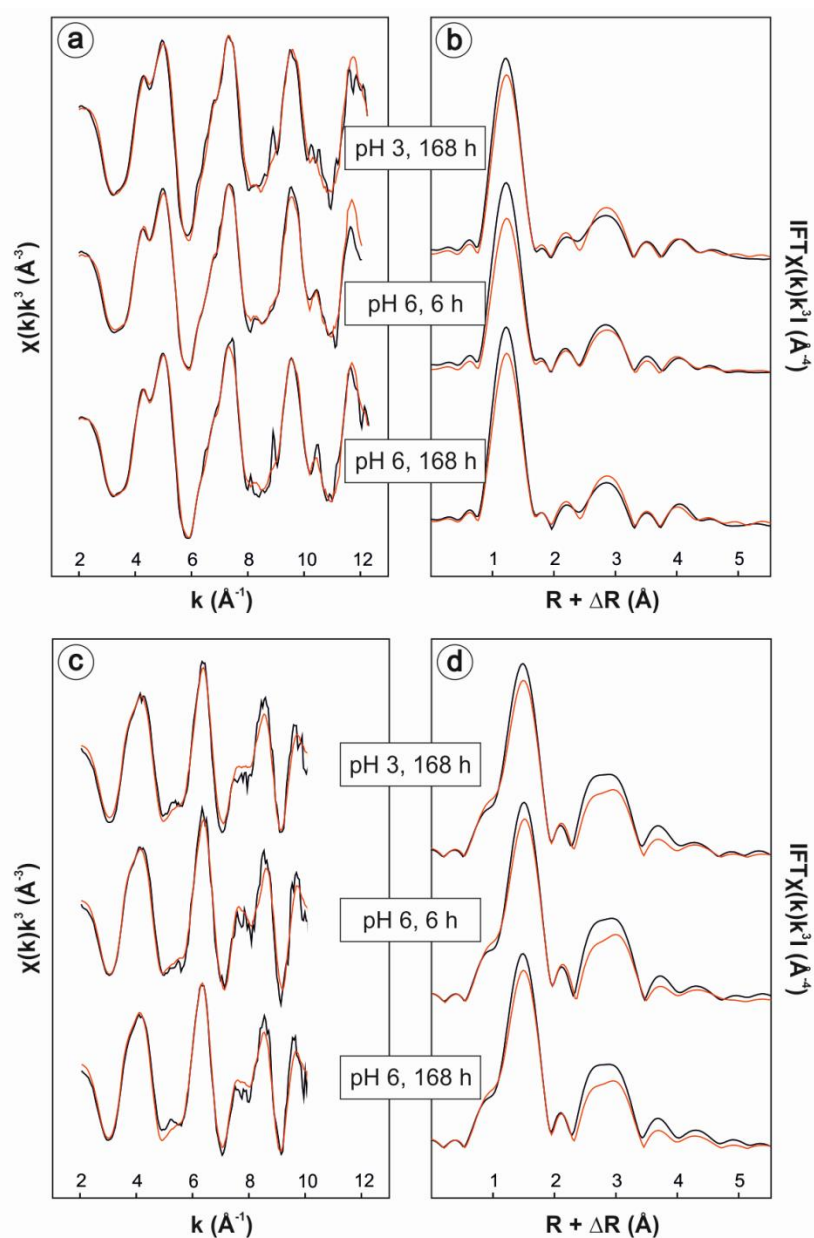 a
b
pH 3, 168 h
pH 6, 6 h
pH 6, 168 h
χ(k)k³ (Å⁻³)
IFTχ(k)k³I (Å⁻⁴)
2 4 6 8 10 12
1 2 3 4 5
k (Å⁻¹)
R + ΔR (Å)
c
d
pH 3, 168 h
pH 6, 6 h
pH 6, 168 h
χ(k)k³ (Å⁻³)
IFTχ(k)k³I (Å⁻⁴)
2 4 6 8 10 12
1 2 3 4 5
k (Å⁻¹)
R + ΔR (Å)